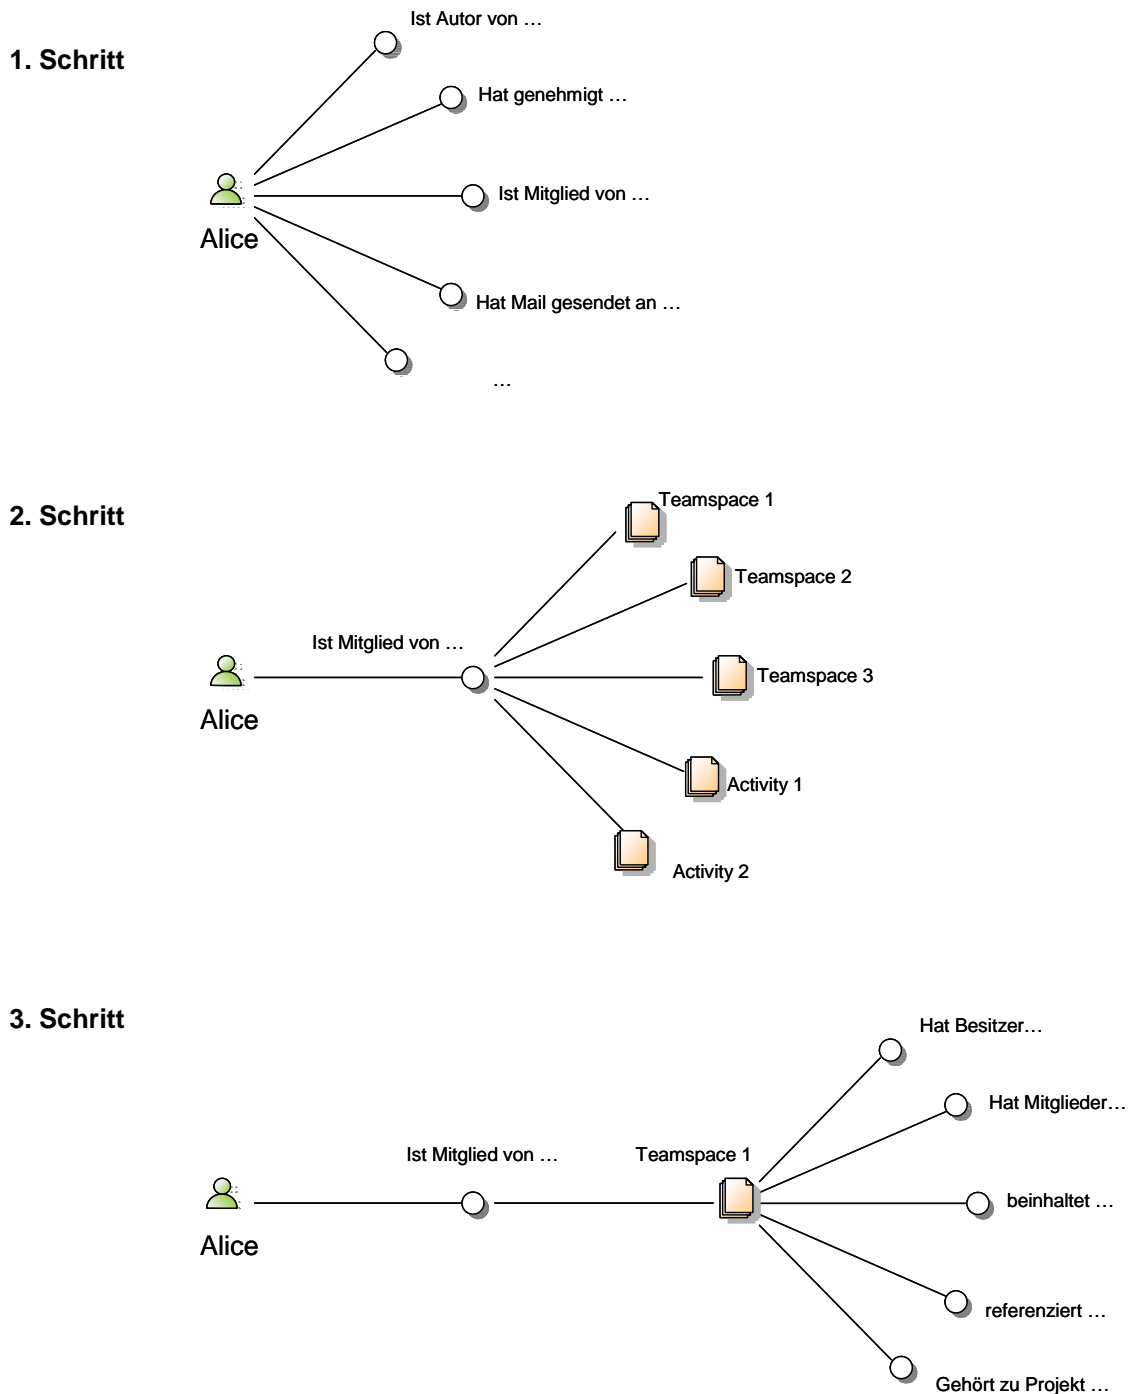 1. Schritt
Ist Autor von …
Hat genehmigt …
Ist Mitglied von …
Alice
Hat Mail gesendet an …
…
2. Schritt
Teamspace 1
Teamspace 2
Ist Mitglied von …
Teamspace 3
Alice
Activity 1
Activity 2
3. Schritt
Hat Besitzer…
Hat Mitglieder…
Ist Mitglied von …
Teamspace 1
beinhaltet …
Alice
referenziert …
Gehört zu Projekt …